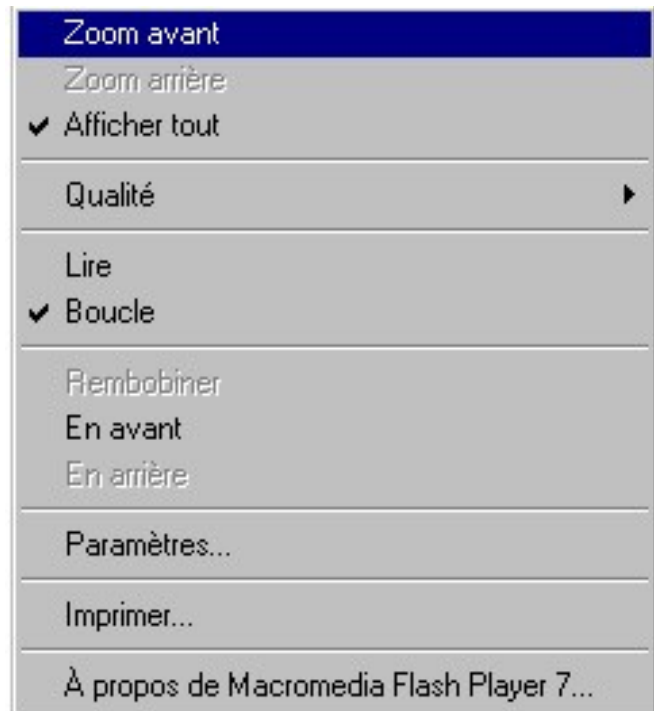 Zoom avant
Zoom arrière
Afficher tout
Qualité
Lire
Boucle
Rembobiner
En avant
En arrière
Paramètres...
Imprimer...
À propos de Macromedia Flash Player 7...